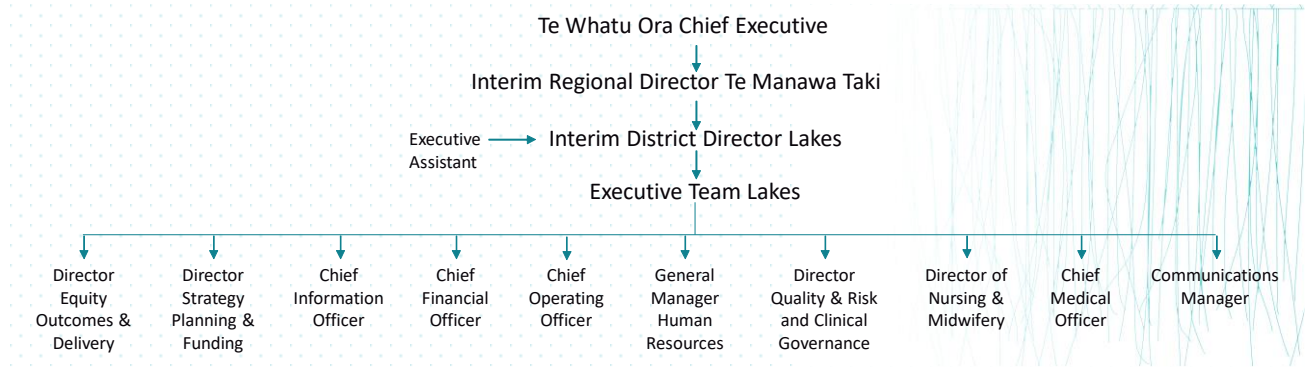 Te Whatu Ora Chief Executive
Interim Regional Director Te Manawa Taki
Executive
Assistant
Interim District Director Lakes
Executive Team Lakes
Director
Equity
Outcomes &
Delivery
Director
Strategy
Planning &
Funding
Chief
Information
Officer
Chief
Financial
Officer
Chief
Operating
Officer
General
Manager
Human
Resources
Director
Quality & Risk
and Clinical
Governance
Director of
Nursing &
Midwifery
Chief
Medical
Officer
Communications
Manager